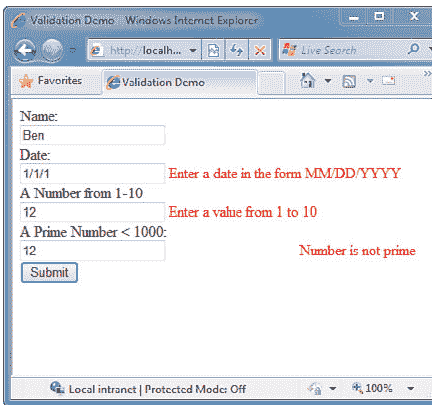 Validation Demo - Windows Internet Explorer
http://localh...
Live Search
Favorites
Validation Demo
Name:
Ben
Date:
1/1/1 Enter a date in the form MM/DD/YYYY
A Number from 1-10
12 Enter a value from 1 to 10
A Prime Number < 1000:
12 Number is not prime
Submit
Local intranet | Protected Mode: Off 100%